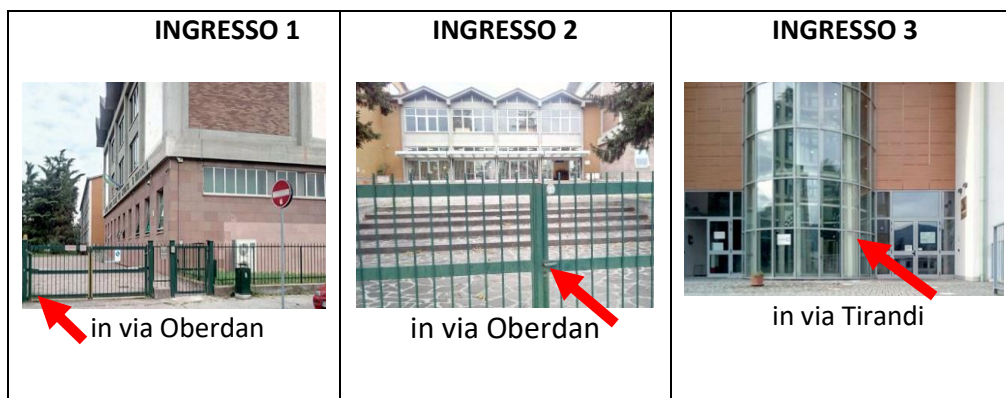 INGRESSO 1
INGRESSO 2
INGRESSO 3
in via Oberdan
in via Oberdan
in via Tirandi